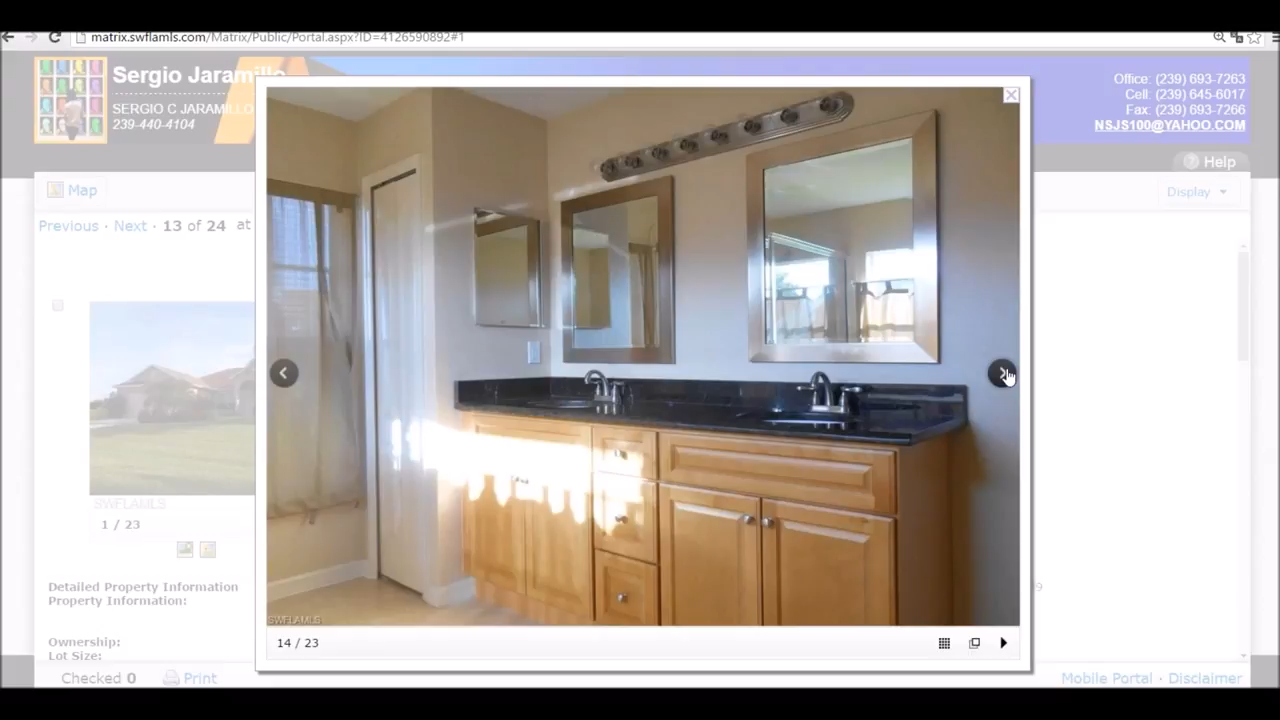 matrix.swflamls.com/Matrix/Public/Portal.aspx?ID=4126590892#1
Sergio Jaramillo
SERGIO C JARAMILLO
239-440-4104
Office: (239) 693-7263
Cell: (239) 645-6017
Fax: (239) 693-7266
NSJS100@YAHOO.COM
Help
Map
Display
Previous · Next · 13 of 24 at
SWFLAMLS
1 / 23
Detailed Property Information
Property Information:
Ownership:
Lot Size:
SWFLAMLS
14 / 23
Checked 0
Print
Mobile Portal · Disclaimer